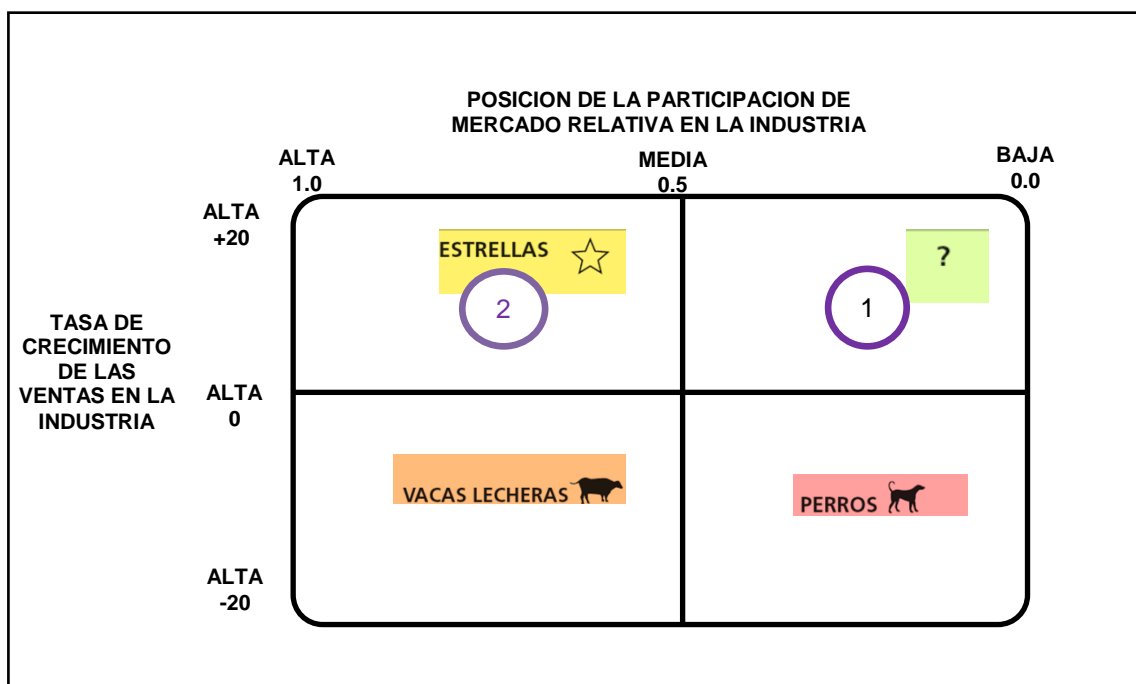 POSICION DE LA PARTICIPACION DE
MERCADO RELATIVA EN LA INDUSTRIA
ALTA
1.0
MEDIA
0.5
BAJA
0.0
ALTA
+20
ESTRELLAS
?
2
1
TASA DE
CRECIMIENTO
DE LAS
VENTAS EN LA
INDUSTRIA
ALTA
0
VACAS LECHERAS
PERROS
ALTA
-20